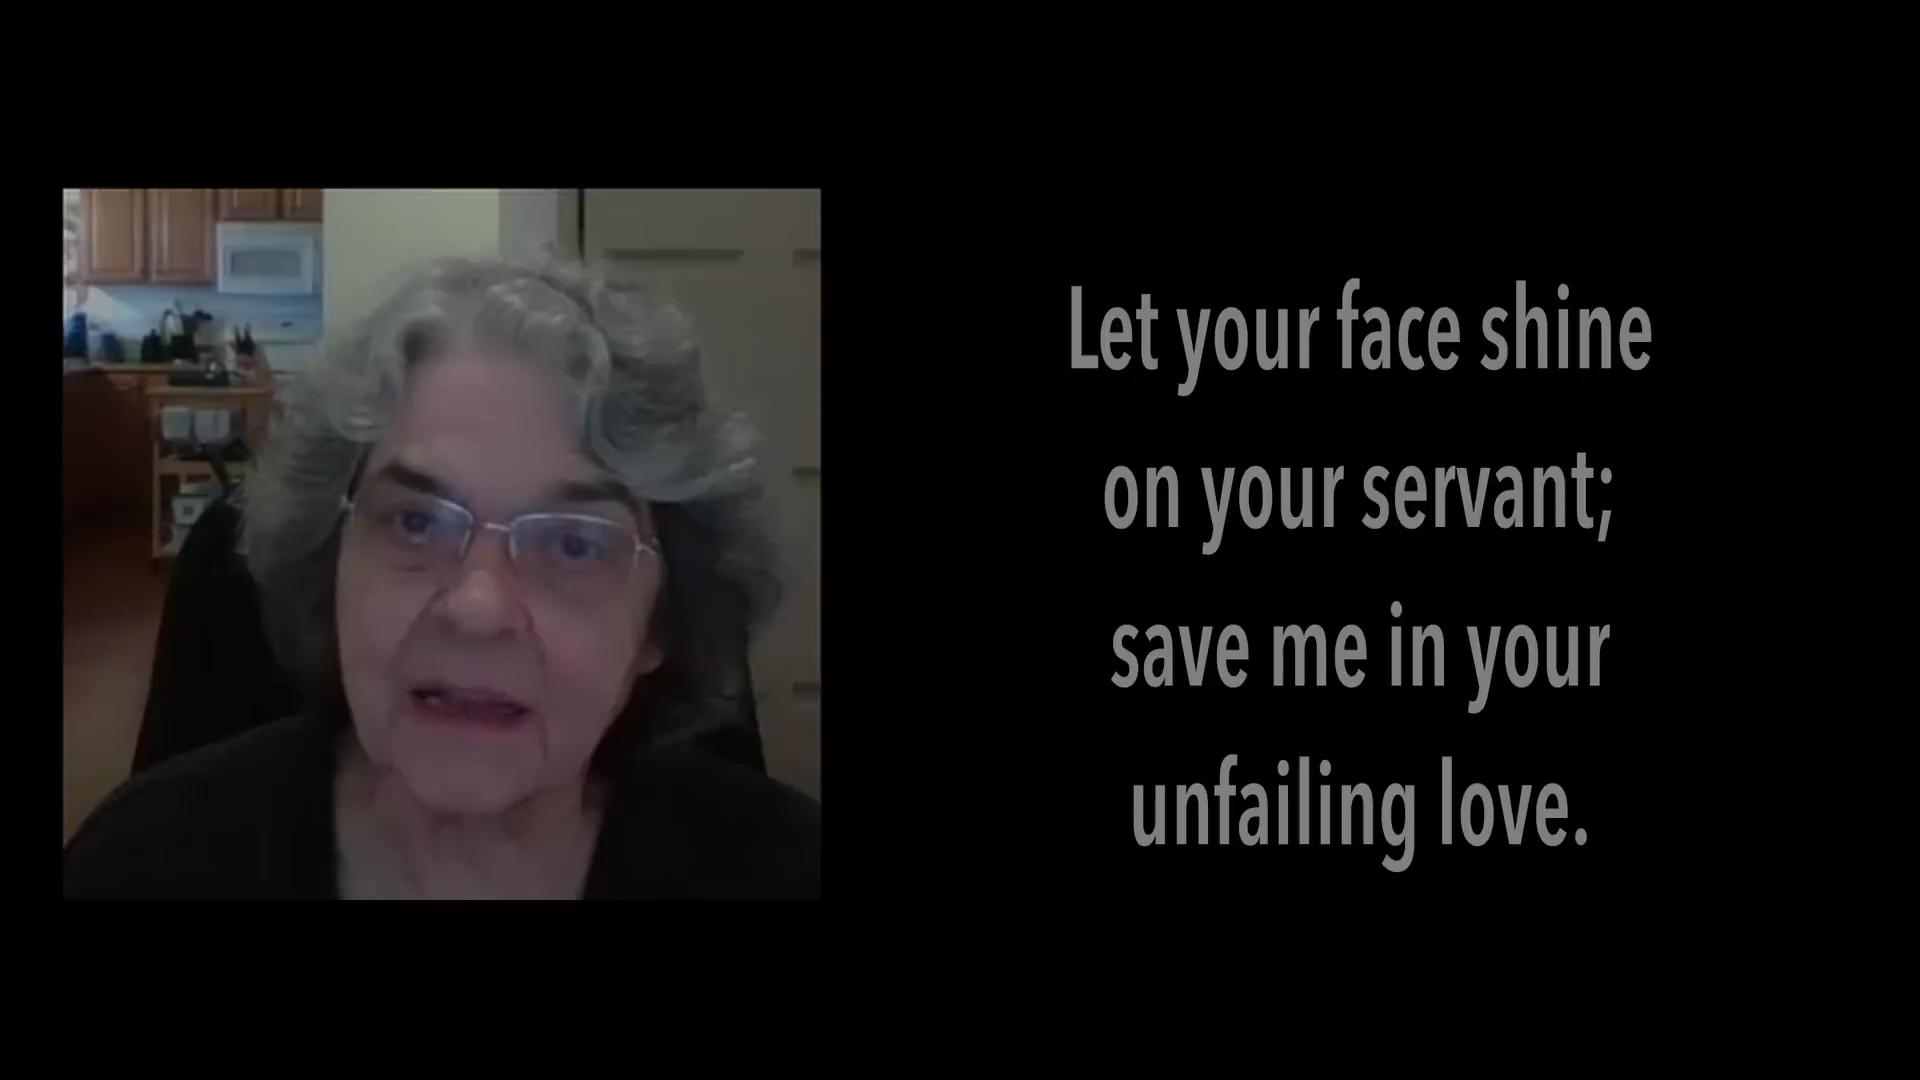 Let your face shine
on your servant;
save me in your
unfailing love.